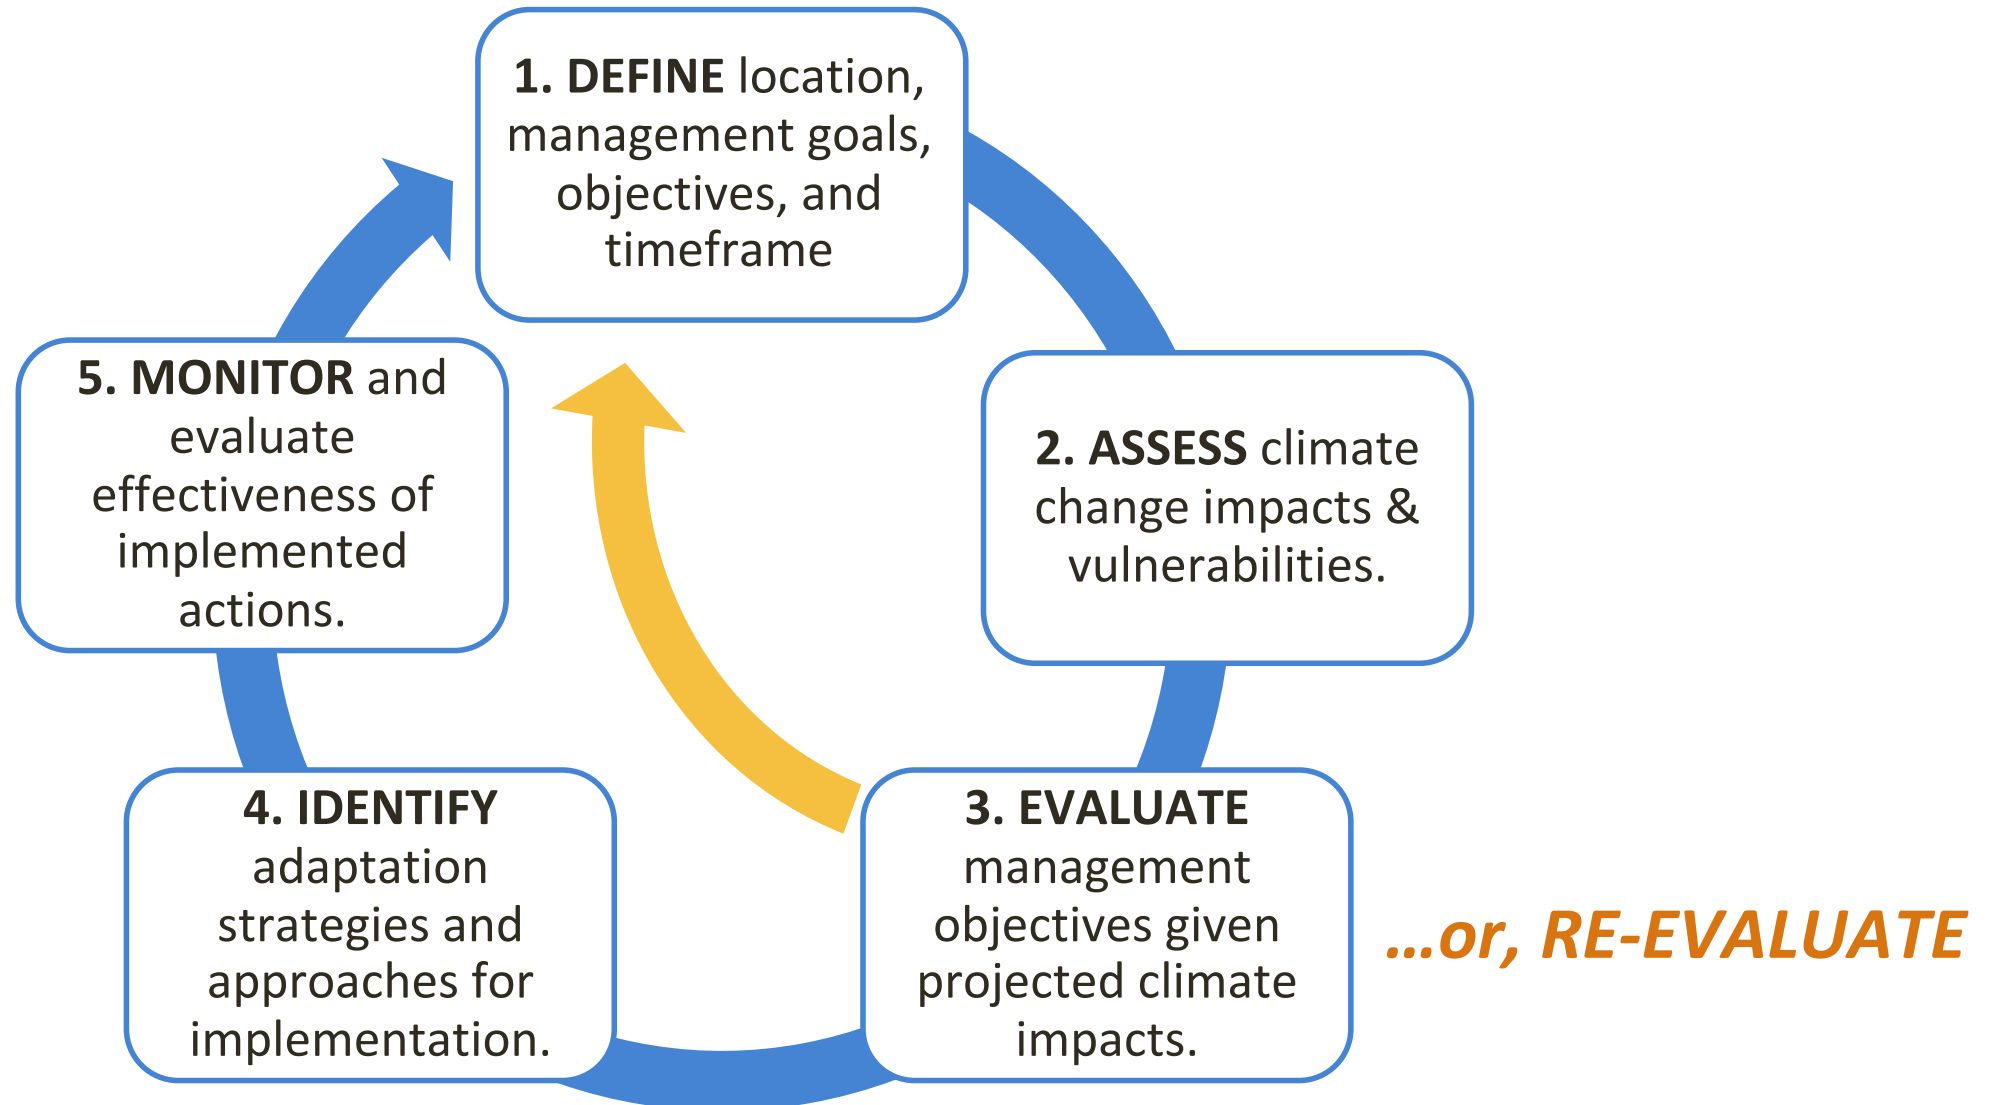 1. DEFINE location,
management goals,
objectives, and
timeframe
2. ASSESS climate
change impacts &
vulnerabilities.
3. EVALUATE
management
objectives given
projected climate
impacts.
...or, RE-EVALUATE
4. IDENTIFY
adaptation
strategies and
approaches for
implementation.
5. MONITOR and
evaluate
effectiveness of
implemented
actions.